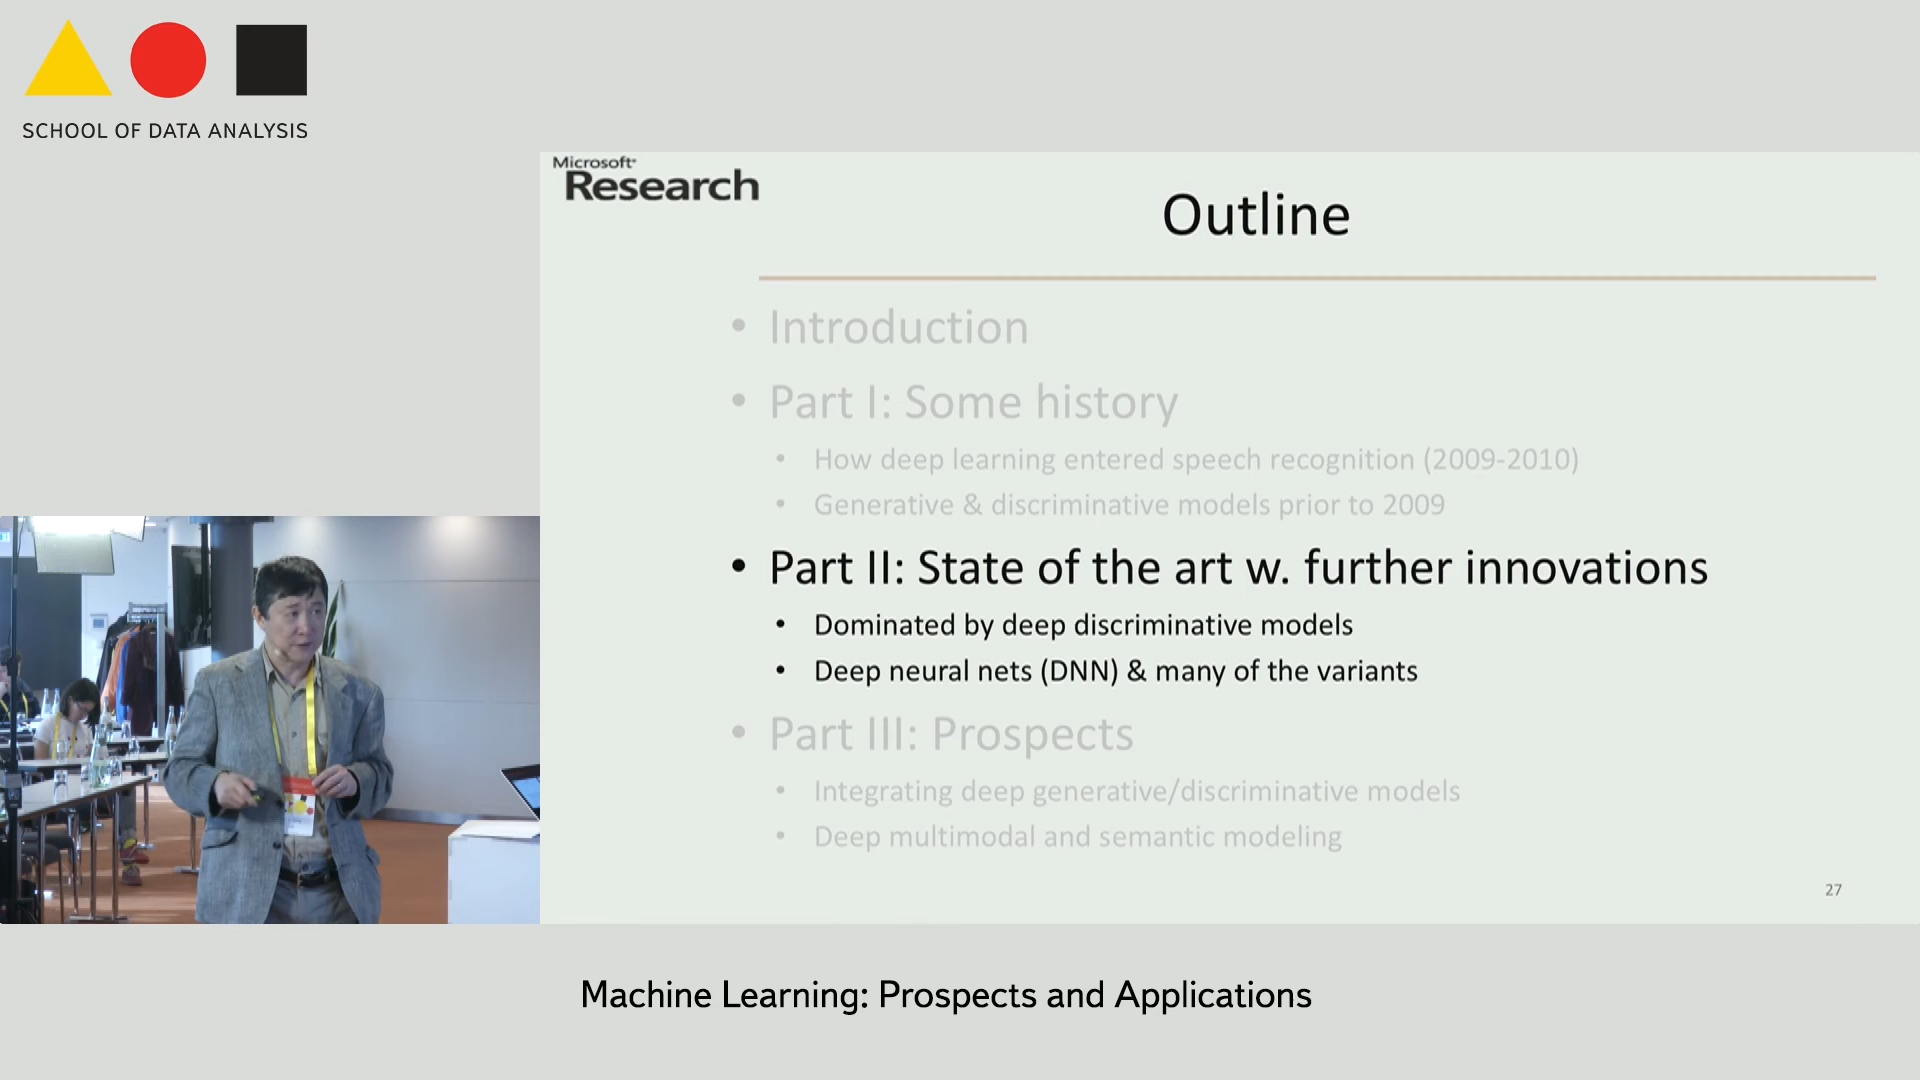 SCHOOL OF DATA ANALYSIS
Microsoft
Research
Outline
• Introduction
• Part I: Some history
• How deep learning entered speech recognition (2009-2010)
• Generative & discriminative models prior to 2009
• Part II: State of the art w. further innovations
• Dominated by deep discriminative models
• Deep neural nets (DNN) & many of the variants
• Part III: Prospects
• Integrating deep generative/discriminative models
• Deep multimodal and semantic modeling
27
Machine Learning: Prospects and Applications